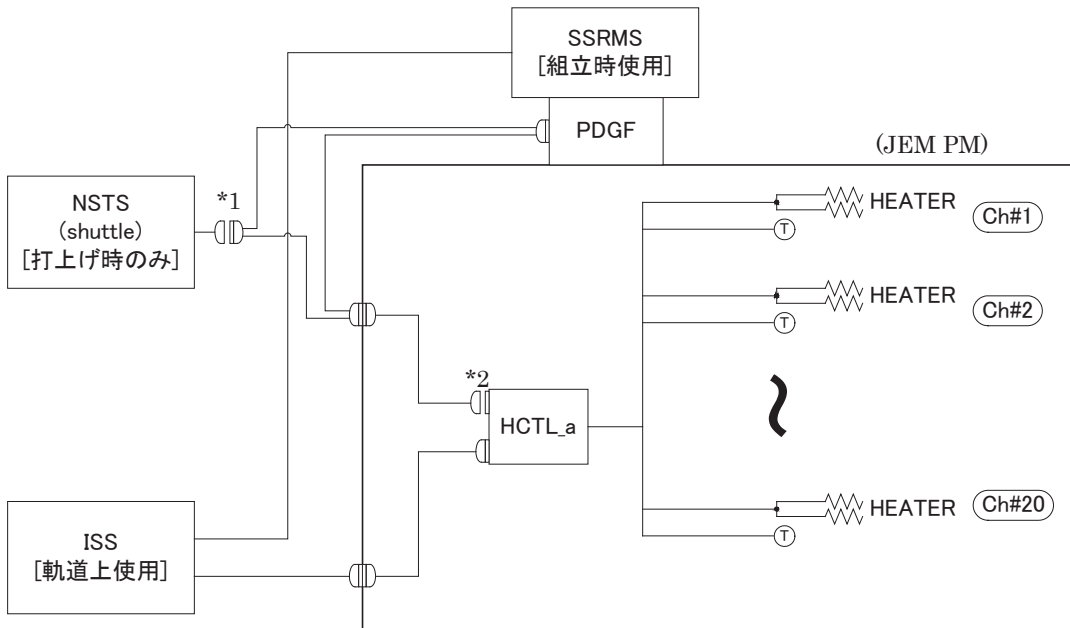 SSRMS
[組立時使用]
PDGF
(JEM PM)
NSTS
(shuttle)
[打上げ時のみ]
*1
HEATER
Ch#1
T
HEATER
Ch#2
T
*2
HCTL_a
HEATER
Ch#20
T
ISS
[軌道上使用]